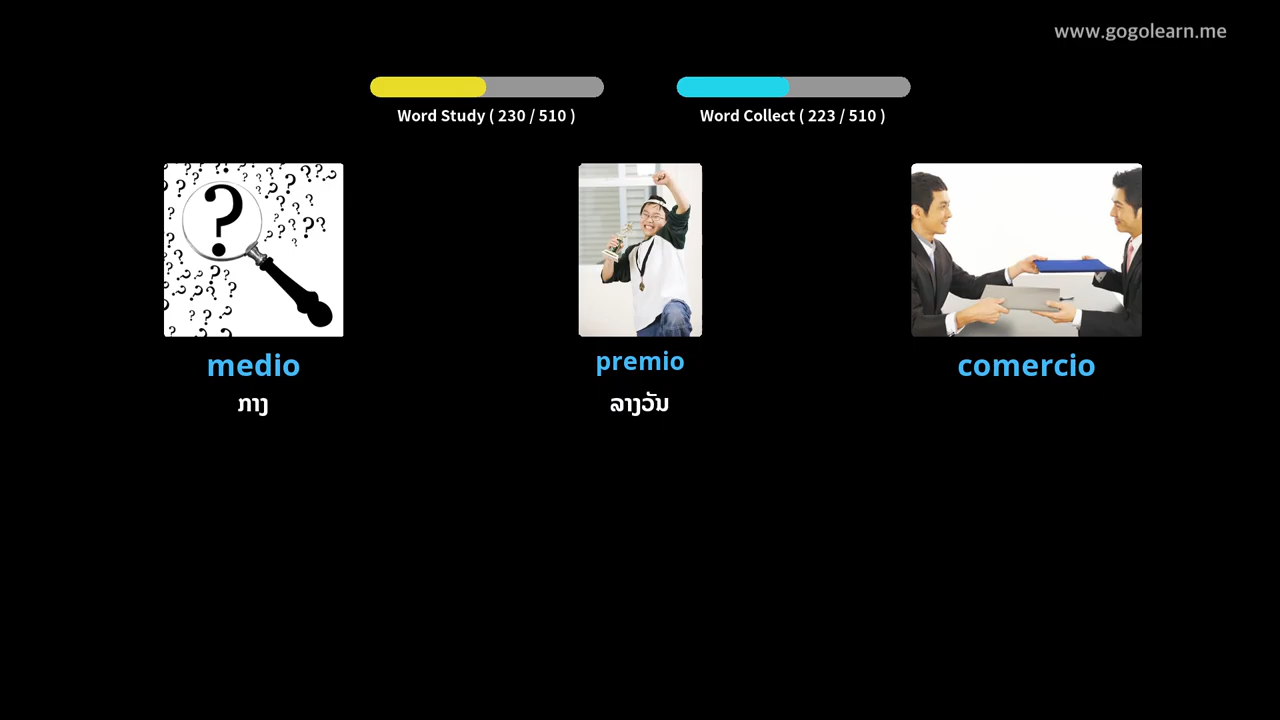 www.gogolearn.me
Word Study ( 230 / 510 )
Word Collect ( 223 / 510 )
medio
premio
comercio
ກາງ
ລາງວັນ